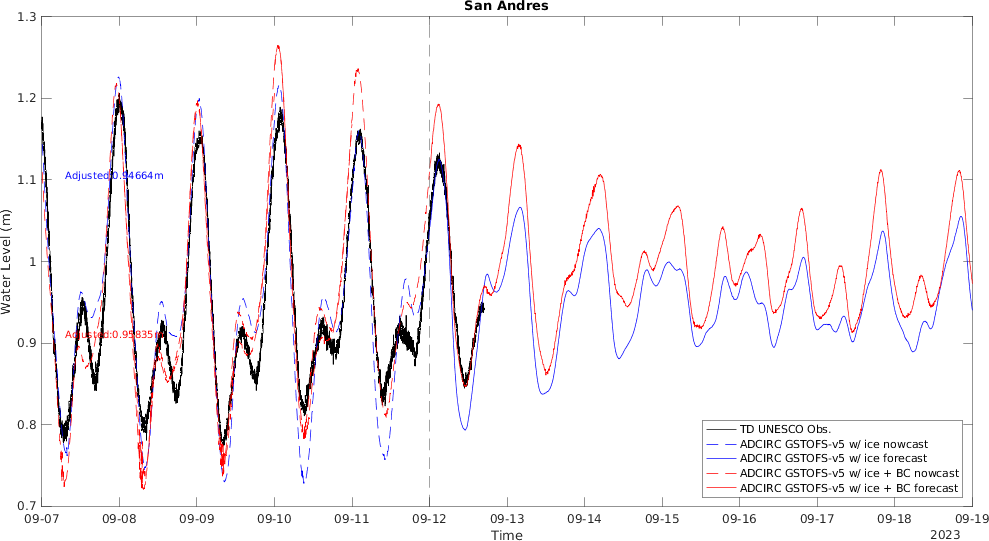 San Andres
1.3
1.2
1.1
1
0.9
0.8
0.7
Water Level (m)
Adjusted:0.94664m
Adjusted:0.95835m
TD UNESCO Obs.
ADCIRC GSTOFS-v5 w/ ice nowcast
ADCIRC GSTOFS-v5 w/ ice forecast
ADCIRC GSTOFS-v5 w/ ice + BC nowcast
ADCIRC GSTOFS-v5 w/ ice + BC forecast
09-07 09-08 09-09 09-10 09-11 09-12 09-13 09-14 09-15 09-16 09-17 09-18 09-19
Time
2023